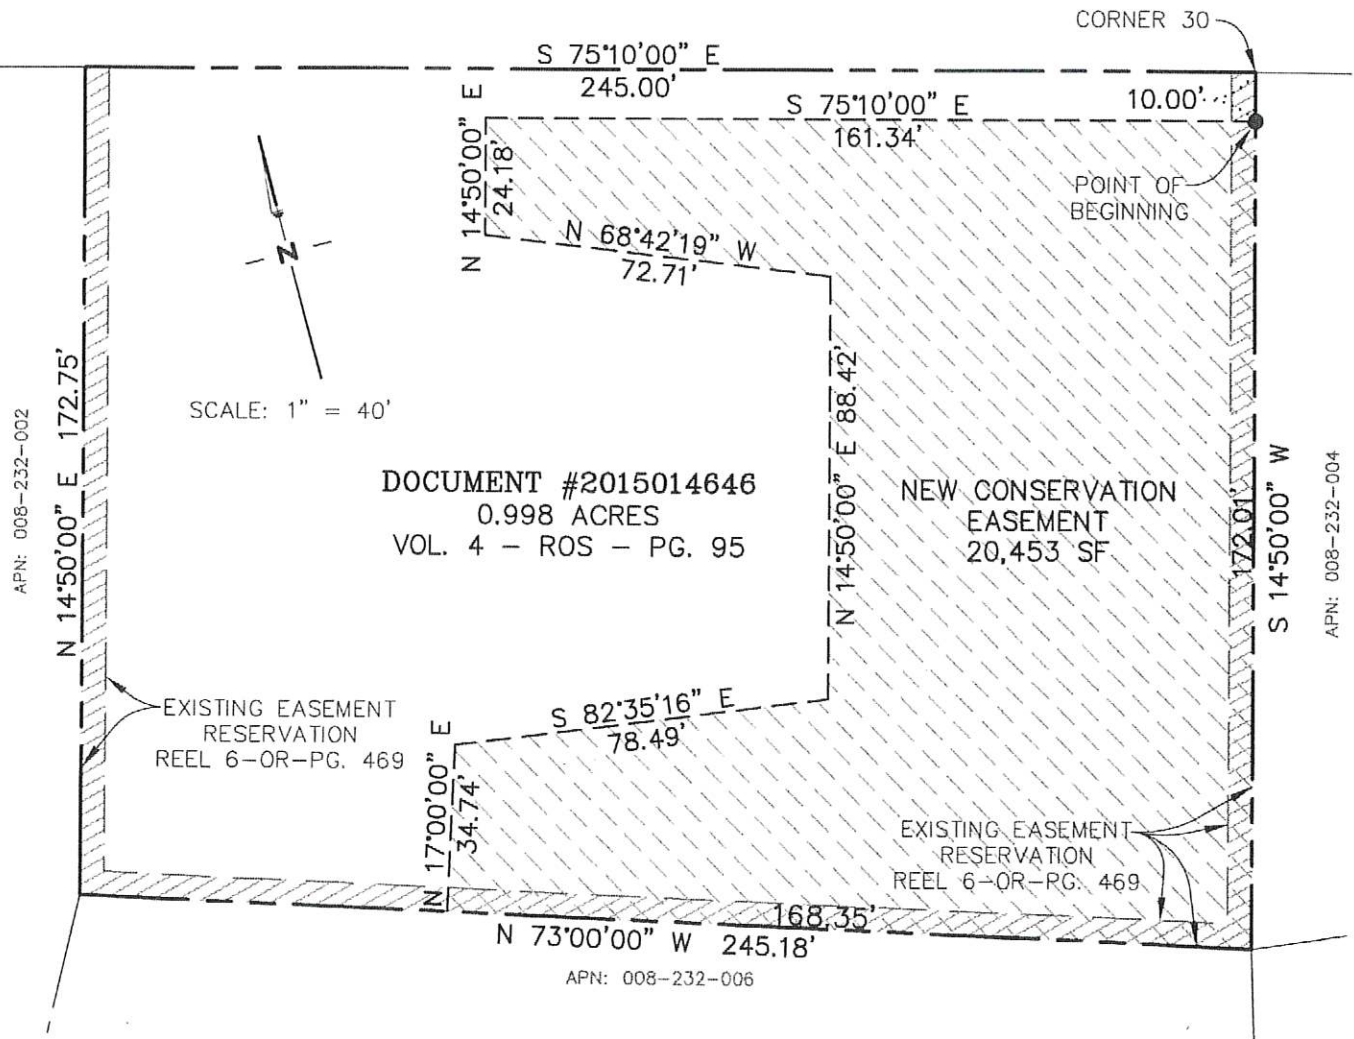 CORNER 30
S 75°10'00" E
245.00'
S 75°10'00" E
161.34'
10.00'
POINT OF
BEGINNING
N 14°50'00" E
24.18'
N 68°42'19" W
72.71'
N
SCALE: 1" = 40'
N 14°50'00" E 172.75'
APN: 008-232-002
DOCUMENT #2015014646
0.998 ACRES
VOL. 4 - ROS - PG. 95
N 14°50'00" E 88.42'
NEW CONSERVATION
EASEMENT
20,453 SF
172.01'
S 14°50'00" W
APN: 008-232-004
EXISTING EASEMENT
RESERVATION
REEL 6-OR-PG. 469
S 82°35'16" E
78.49'
N 17°00'00" E
34.74'
EXISTING EASEMENT
RESERVATION
REEL 6-OR-PG. 469
168.35'
N 73°00'00" W 245.18'
APN: 008-232-006